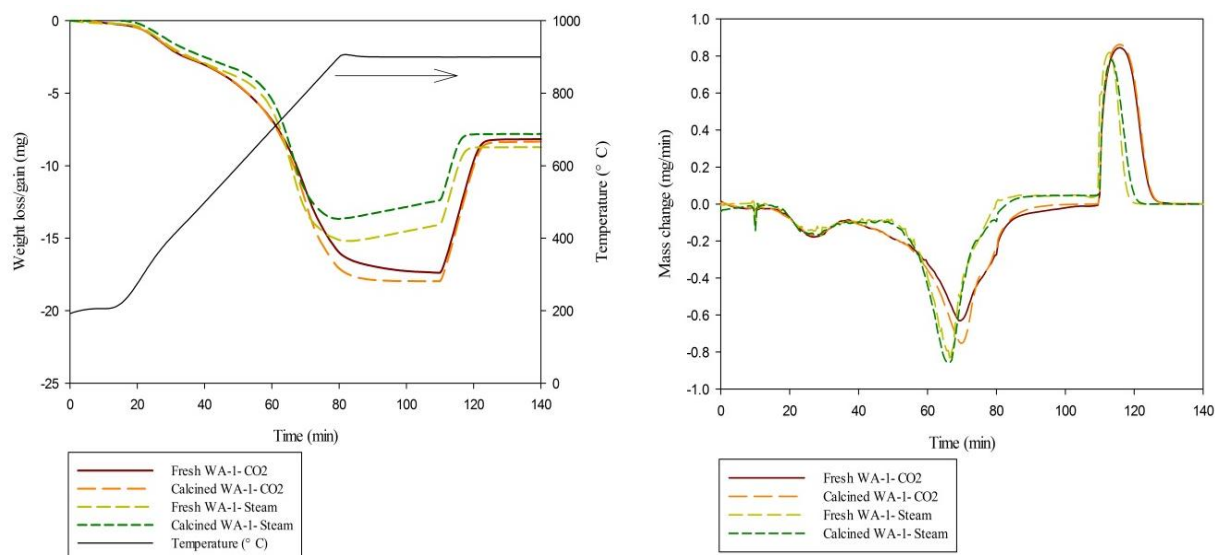 0
-5
-10
-15
-20
-25
Weight loss/gain (mg)
1000
800
600
400
200
0
Temperature (° C)
0 20 40 60 80 100 120 140
Time (min)
Fresh WA-1- CO2
Calcined WA-1- CO2
Fresh WA-1- Steam
Calcined WA-1- Steam
Temperature (° C)
1.0
0.8
0.6
0.4
0.2
0.0
-0.2
-0.4
-0.6
-0.8
-1.0
Mass change (mg/min)
0 20 40 60 80 100 120 140
Time (min)
Fresh WA-1- CO2
Calcined WA-1- CO2
Fresh WA-1- Steam
Calcined WA-1- Steam